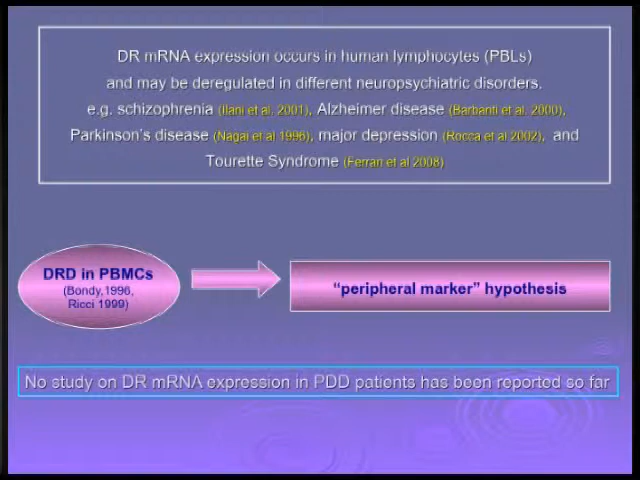 DR mRNA expression occurs in human lymphocytes (PBLs)
and may be deregulated in different neuropsychiatric disorders.
e.g. schizophrenia (Ilani et al. 2001), Alzheimer disease (Barbanti et al. 2000),
Parkinson's disease (Nagai et al 1996), major depression (Rocca et al 2002), and
Tourette Syndrome (Ferrari et al 2008)
DRD in PBMCs
(Bondy,1996,
Ricci 1999)
"peripheral marker" hypothesis
No study on DR mRNA expression in PDD patients has been reported so far